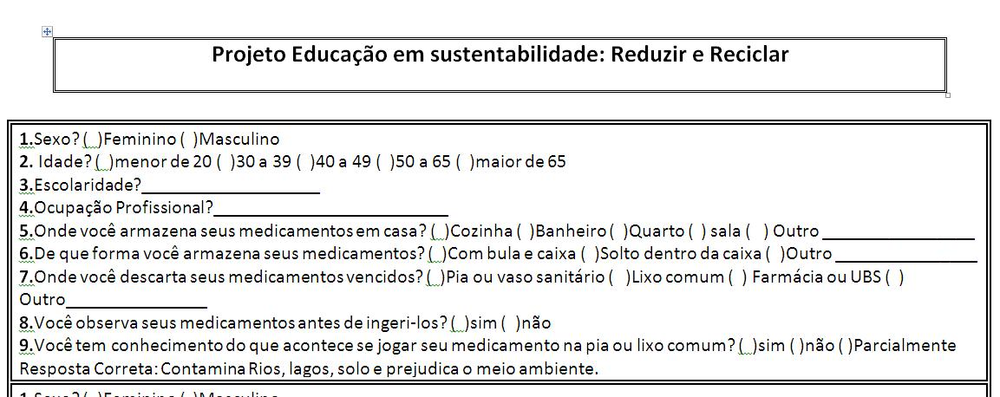 Projeto Educação em sustentabilidade: Reduzir e Reciclar
1.Sexo? ( )Feminino ( )Masculino
2. Idade? ( )menor de 20 ( )30 a 39 ( )40 a 49 ( )50 a 65 ( )maior de 65
3.Escolaridade?____________________
4.Ocupação Profissional?__________________________
5.Onde você armazena seus medicamentos em casa? ( )Cozinha ( )Banheiro ( )Quarto ( ) sala ( ) Outro _________________
6.De que forma você armazena seus medicamentos? ( )Com bula e caixa ( )Solto dentro da caixa ( )Outro ________________
7.Onde você descarta seus medicamentos vencidos? ( )Pia ou vaso sanitário ( )Lixo comum ( ) Farmácia ou UBS ( )
Outro________________
8.Você observa seus medicamentos antes de ingeri-los? ( )sim ( )não
9.Você tem conhecimento do que acontece se jogar seu medicamento na pia ou lixo comum? ( )sim ( )não ( )Parcialmente
Resposta Correta: Contamina Rios, lagos, solo e prejudica o meio ambiente.
1.Sexo? ( )Feminino ( )Masculino